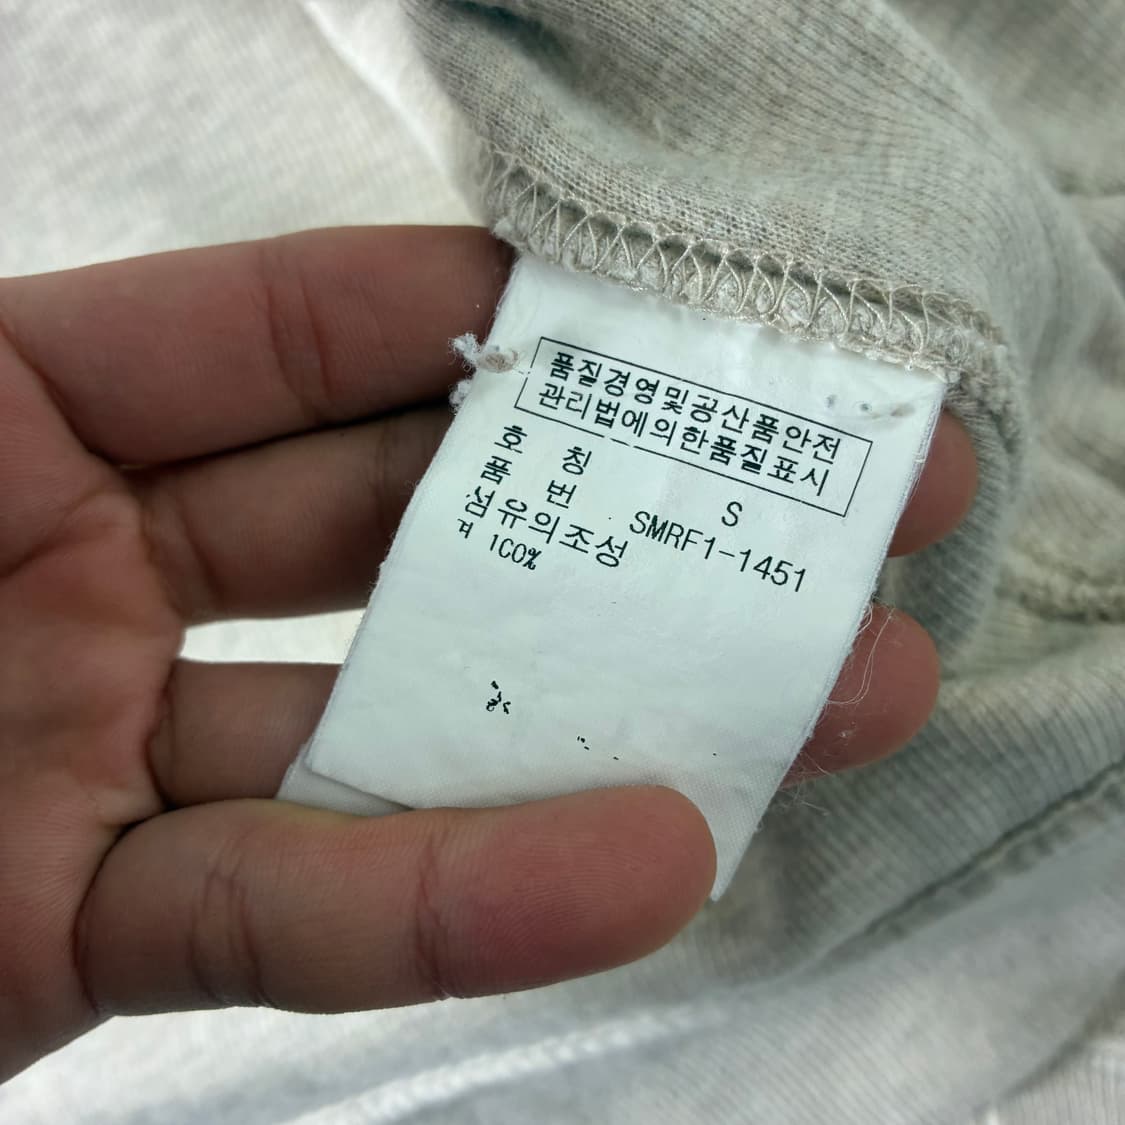 품질경영및공산품안전
관리법에의한품질표시
호 칭 S
품 번 SMRF1-1451
섬유의조성
100%